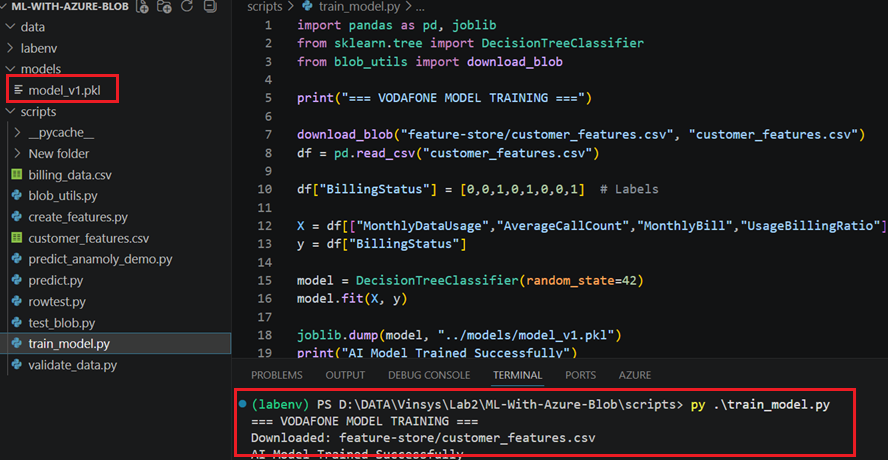 ML-WITH-AZURE-BLOB
data
labenv
models
model_v1.pkl
scripts
__pycache__
New folder
billing_data.csv
blob_utils.py
create_features.py
customer_features.csv
predict_anamoly_demo.py
predict.py
rowtest.py
test_blob.py
train_model.py
validate_data.py
scripts > train_model.py > ...
1 import pandas as pd, joblib
2 from sklearn.tree import DecisionTreeClassifier
3 from blob_utils import download_blob
4
5 print("=== VODAFONE MODEL TRAINING ===")
6
7 download_blob("feature-store/customer_features.csv", "customer_features.csv")
8 df = pd.read_csv("customer_features.csv")
9
10 df["BillingStatus"] = [0,0,1,0,1,0,0,1]  # Labels
11
12 X = df[["MonthlyDataUsage","AverageCallCount","MonthlyBill","UsageBillingRatio"]
13 y = df["BillingStatus"]
14
15 model = DecisionTreeClassifier(random_state=42)
16 model.fit(X, y)
17
18 joblib.dump(model, "../models/model_v1.pkl")
19 print("AI Model Trained Successfully")
PROBLEMS OUTPUT DEBUG CONSOLE TERMINAL PORTS AZURE
(labenv) PS D:\DATA\Vinsys\Lab2\ML-With-Azure-Blob\scripts> py .\train_model.py
=== VODAFONE MODEL TRAINING ===
Downloaded: feature-store/customer_features.csv
AI Model Trained Successfully